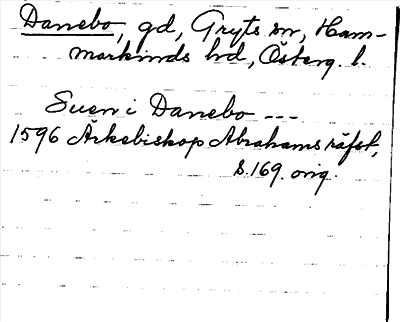 Danebo, gd, Gryts sn, Ham-
markinds hd, Österg. l.
Suen i Danebo ---
1596 Ärkebiskop Abrahams räfst,
s. 169. orig.